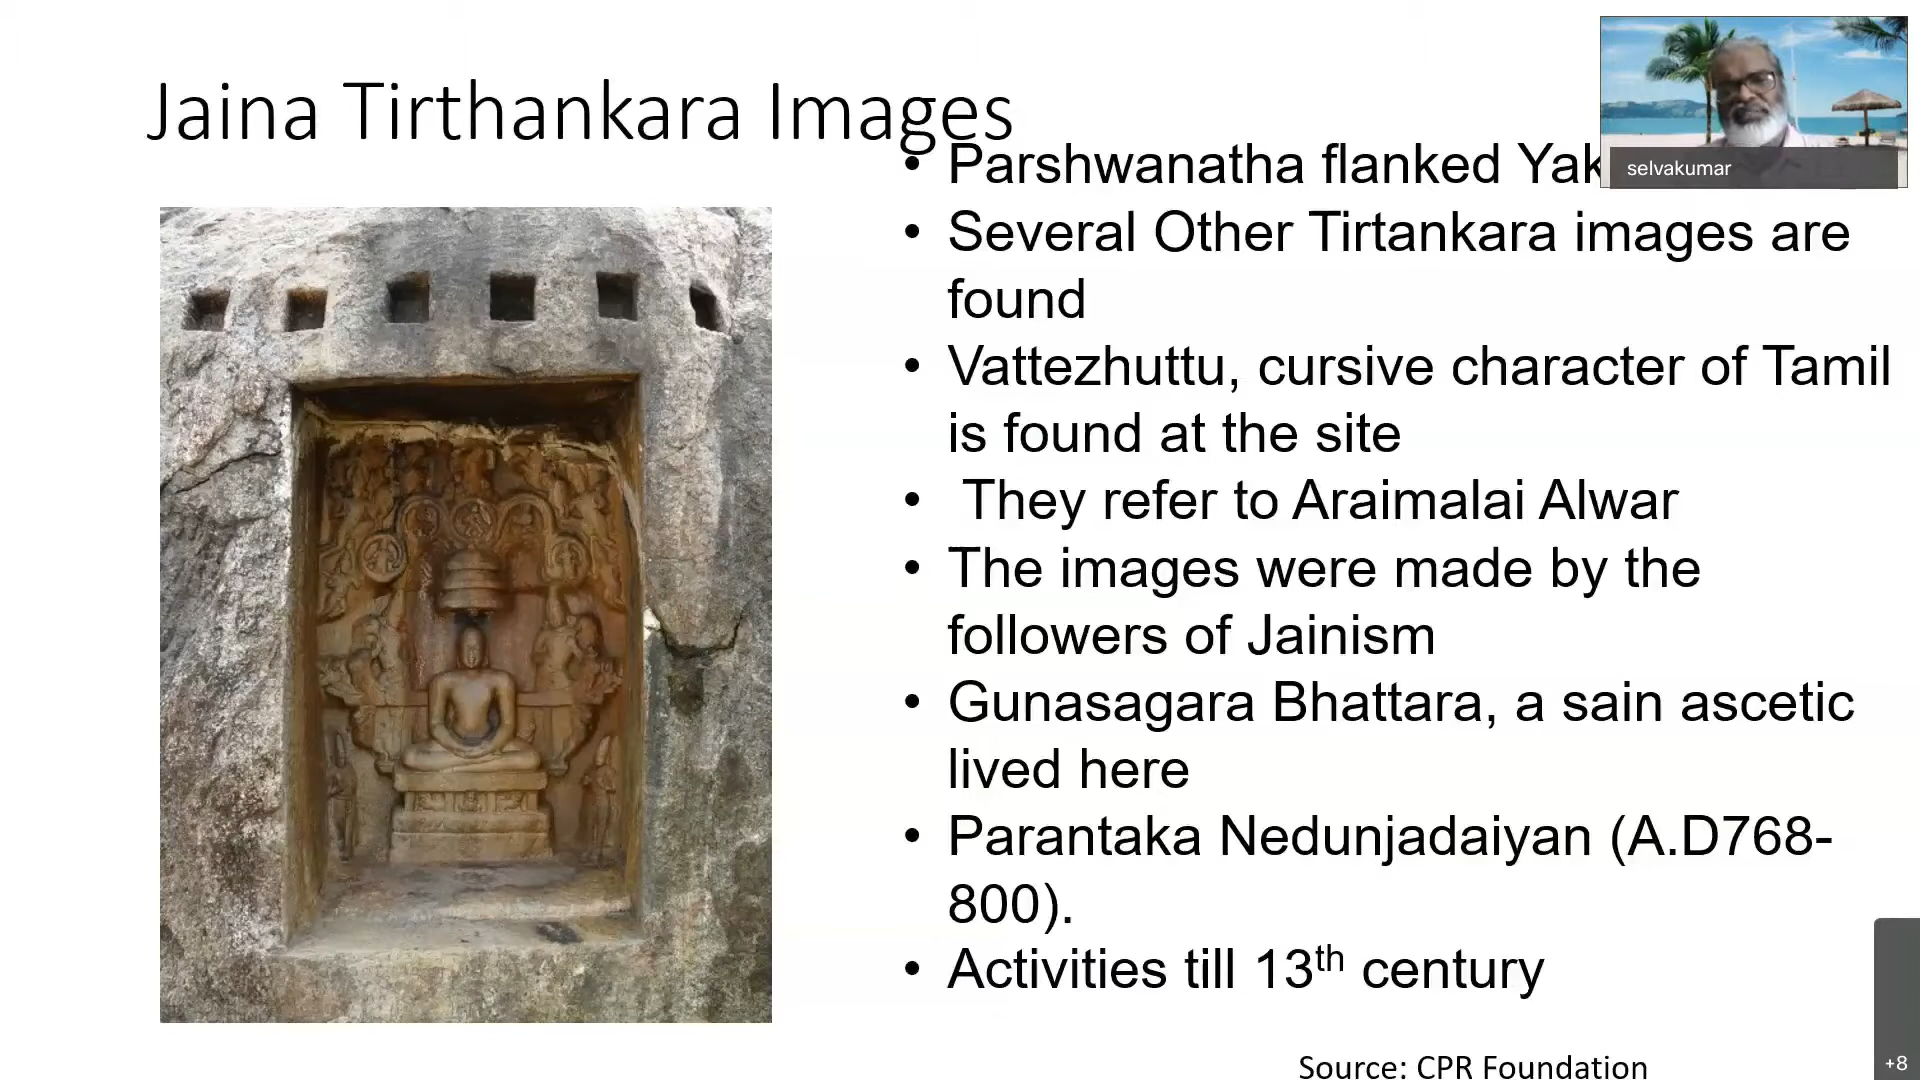 Jaina Tirthankara Images
• Parshwanatha flanked
• Several Other Tirtankara images are
found
• Vattezhuttu, cursive character of Tamil
is found at the site
• They refer to Araimalai Alwar
• The images were made by the
followers of Jainism
• Gunasagara Bhattara, a sain ascetic
lived here
• Parantaka Nedunjadaiyan (A.D768-
800).
• Activities till 13th century
Source: CPR Foundation
selvakumar
+8